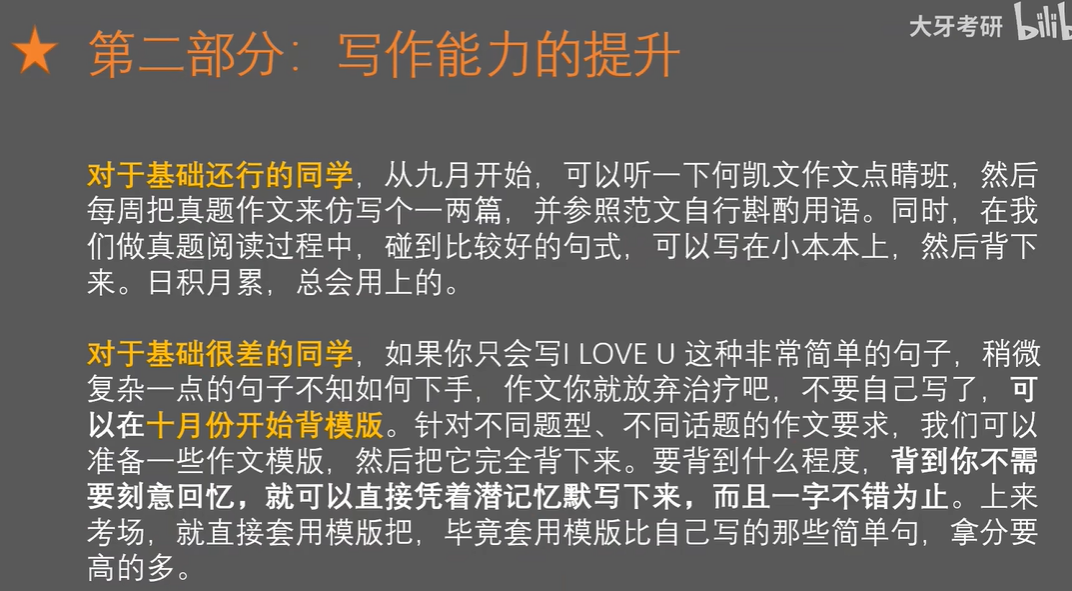 大牙考研 bilib
★ 第二部分：写作能力的提升
对于基础还行的同学，从九月开始，可以听一下何凯文作文点睛班，然后
每周把真题作文来仿写个一两篇，并参照范文自行斟酌用语。同时，在我
们做真题阅读过程中，碰到比较好的句式，可以写在小本本上，然后背下
来。日积月累，总会用上的。
对于基础很差的同学，如果你只会写I LOVE U 这种非常简单的句子，稍微
复杂一点的句子不知如何下手，作文你就放弃治疗吧，不要自己写了，可
以在十月份开始背模版。针对不同题型、不同话题的作文要求，我们可以
准备一些作文模版，然后把它完全背下来。要背到什么程度，背到你不需
要刻意回忆，就可以直接凭着潜记忆默写下来，而且一字不错为止。上来
考场，就直接套用模版把，毕竟套用模版比自己写的那些简单句，拿分要
高的多。